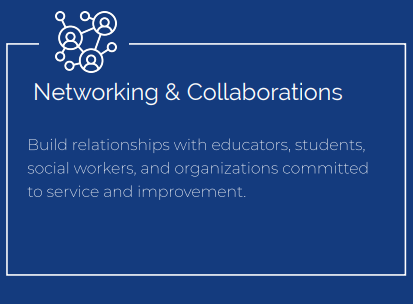 Networking & Collaborations
Build relationships with educators, students,
social workers, and organizations committed
to service and improvement.